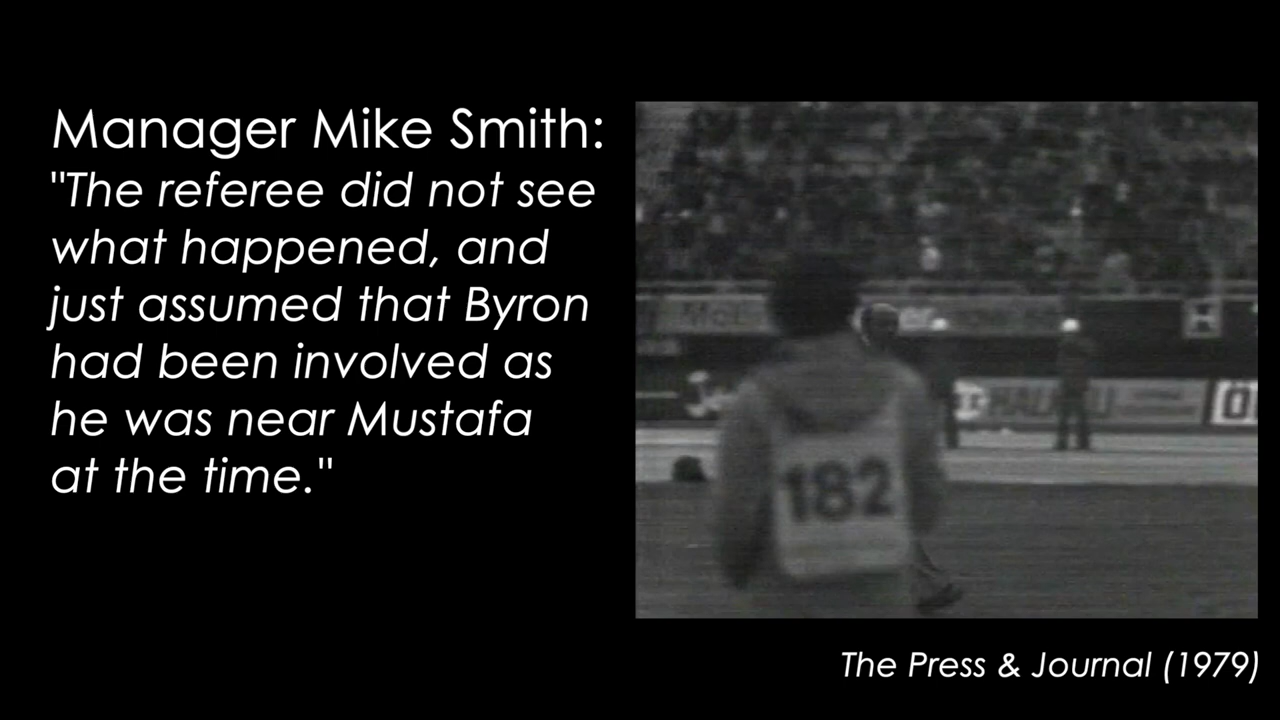 Manager Mike Smith:
"The referee did not see
what happened, and
just assumed that Byron
had been involved as
he was near Mustafa
at the time."
182
The Press & Journal (1979)